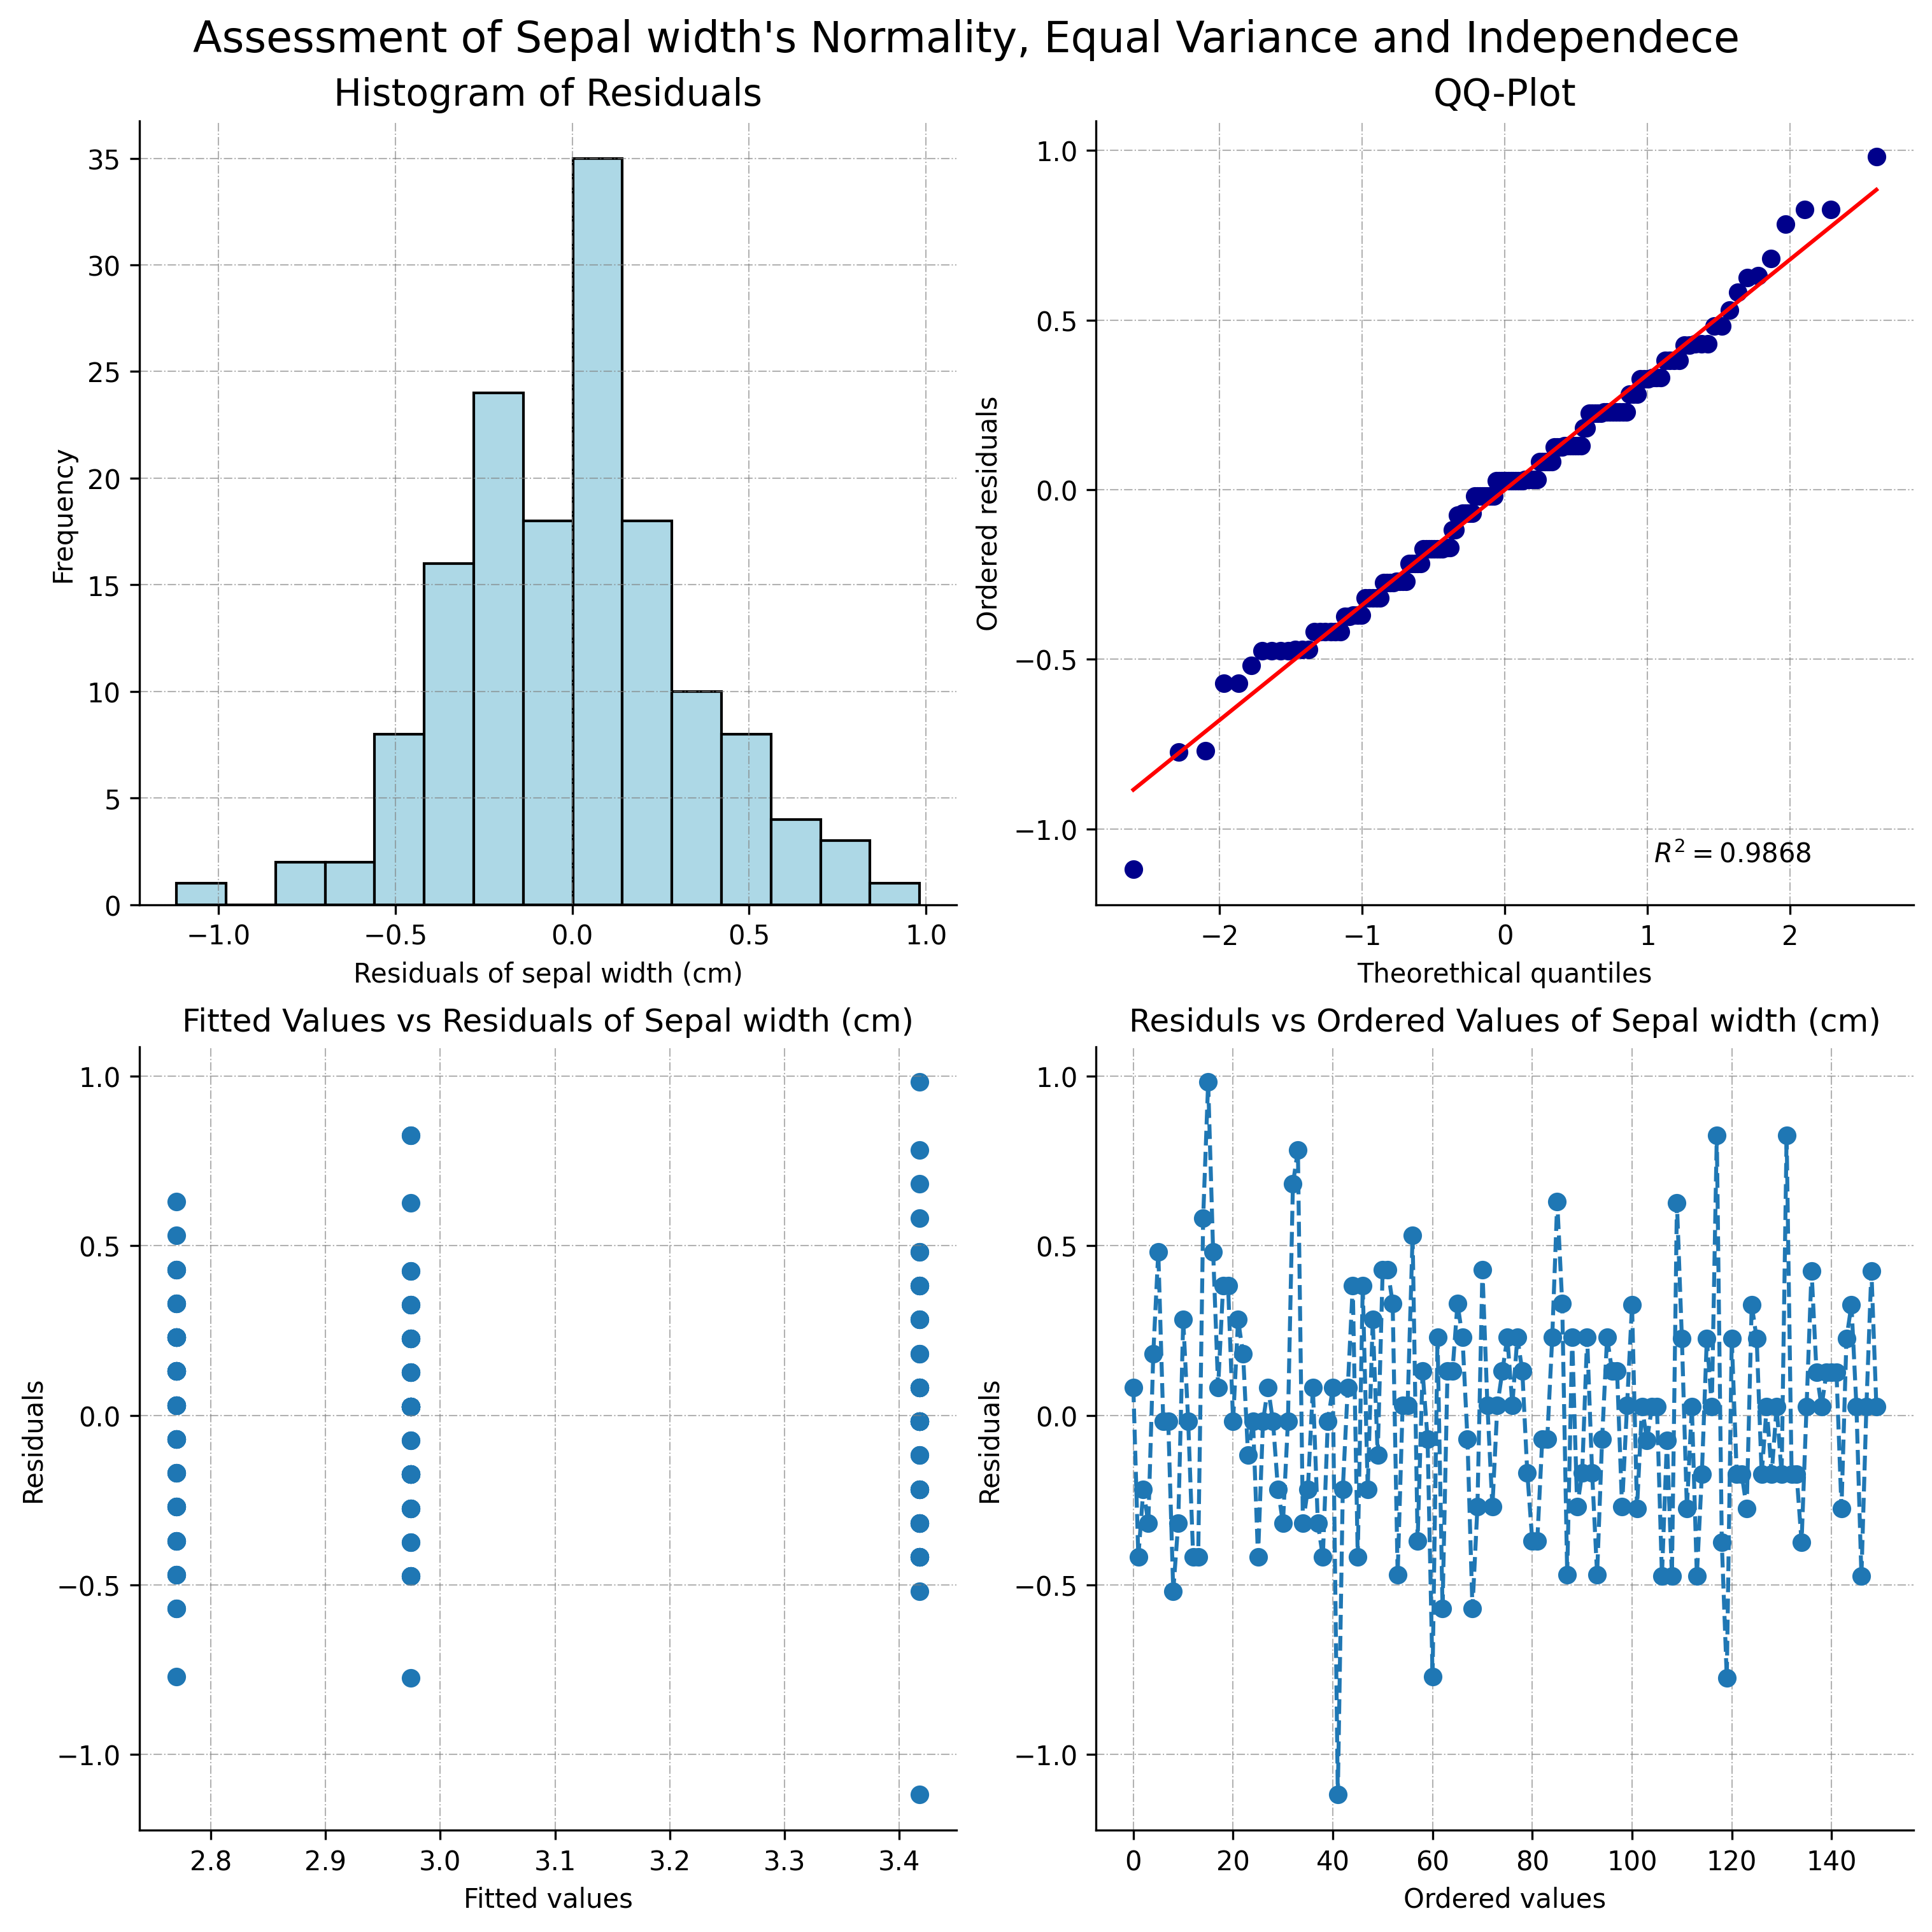 Assessment of Sepal width's Normality, Equal Variance and Independece
Histogram of Residuals
35
30
25
20
15
10
5
0
Frequency
−1.0 −0.5 0.0 0.5 1.0
Residuals of sepal width (cm)
QQ-Plot
1.0
0.5
0.0
−0.5
−1.0
Ordered residuals
R² = 0.9868
−2 −1 0 1 2
Theorethical quantiles
Fitted Values vs Residuals of Sepal width (cm)
1.0
0.5
0.0
−0.5
−1.0
Residuals
2.8 2.9 3.0 3.1 3.2 3.3 3.4
Fitted values
Residuls vs Ordered Values of Sepal width (cm)
1.0
0.5
0.0
−0.5
−1.0
Residuals
0 20 40 60 80 100 120 140
Ordered values